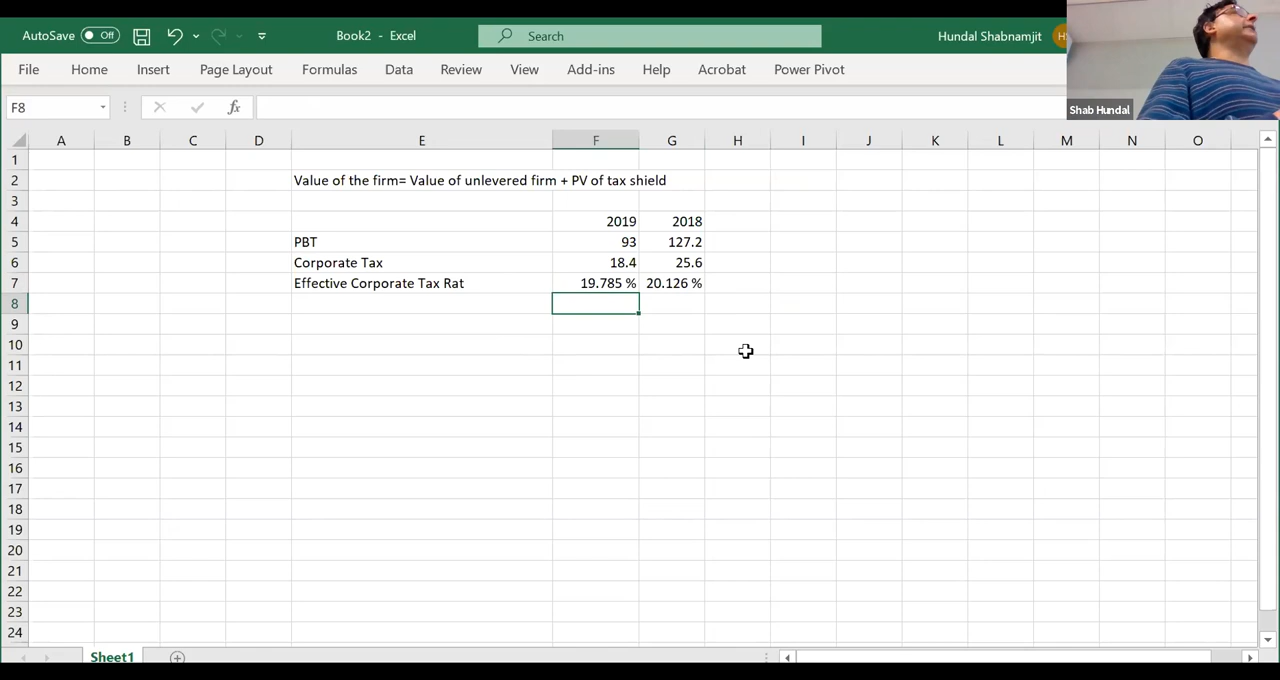 AutoSave Off Book2 - Excel Search Hundal Shabnamjit HS
File Home Insert Page Layout Formulas Data Review View Add-ins Help Acrobat Power Pivot
Shab Hundal
F8 fx
A B C D E F G H I J K L M N O
1
2 Value of the firm= Value of unlevered firm + PV of tax shield
3
4 2019 2018
5 PBT 93 127.2
6 Corporate Tax 18.4 25.6
7 Effective Corporate Tax Rat 19.785 % 20.126 %
8
9
10
11
12
13
14
15
16
17
18
19
20
21
22
23
24
Sheet1